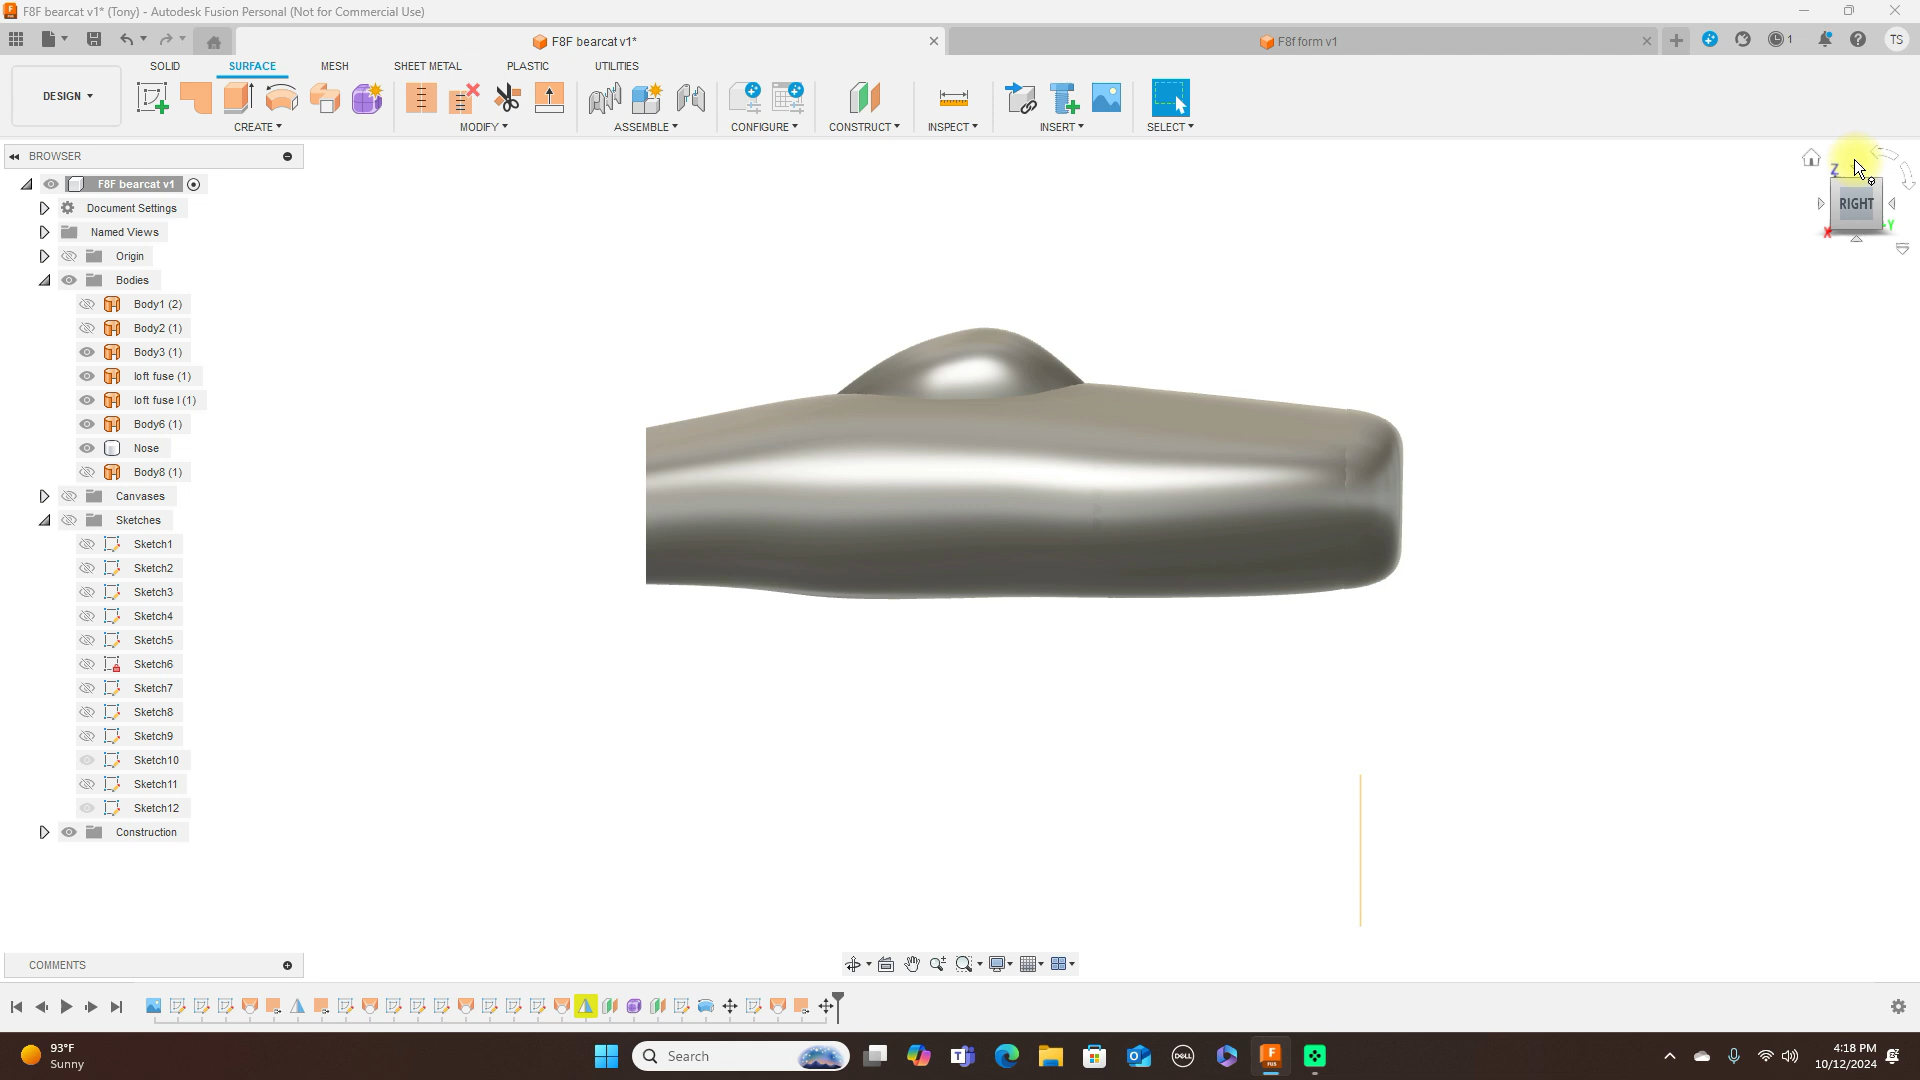 F8F bearcat v1* (Tony) - Autodesk Fusion Personal (Not for Commercial Use)
F8F bearcat v1*
F8f form v1
1
TS
SOLID
SURFACE
MESH
SHEET METAL
PLASTIC
UTILITIES
DESIGN
CREATE
MODIFY
ASSEMBLE
CONFIGURE
CONSTRUCT
INSPECT
INSERT
SELECT
BROWSER
F8F bearcat v1
Document Settings
Named Views
Origin
Bodies
Body1 (2)
Body2 (1)
Body3 (1)
loft fuse (1)
loft fuse l (1)
Body6 (1)
Nose
Body8 (1)
Canvases
Sketches
Sketch1
Sketch2
Sketch3
Sketch4
Sketch5
Sketch6
Sketch7
Sketch8
Sketch9
Sketch10
Sketch11
Sketch12
Construction
Z
RIGHT
X
Y
COMMENTS
93°F
Sunny
Search
DELL
FUS
4:18 PM
10/12/2024